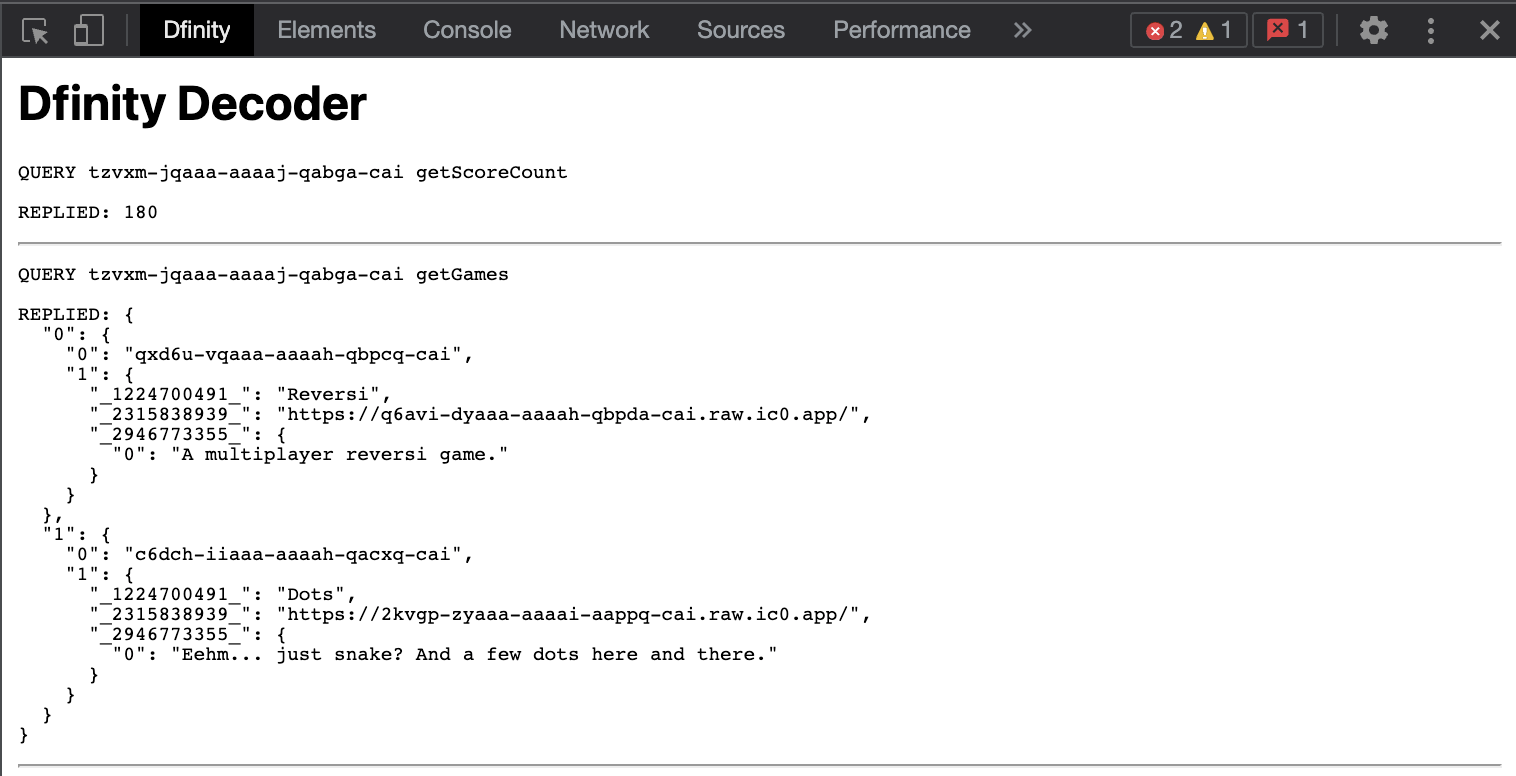 Dfinity Elements Console Network Sources Performance » 2 1 1
Dfinity Decoder
QUERY tzvxm-jqaaa-aaaaj-qabga-cai getScoreCount
REPLIED: 180
QUERY tzvxm-jqaaa-aaaaj-qabga-cai getGames
REPLIED: {
  "0": {
    "0": "qxd6u-vqaaa-aaaah-qbpcq-cai",
    "1": {
      "_1224700491_": "Reversi",
      "_2315838939_": "https://q6avi-dyaaa-aaaah-qbpda-cai.raw.ic0.app/",
      "_2946773355_": {
        "0": "A multiplayer reversi game."
      }
    }
  },
  "1": {
    "0": "c6dch-iiaaa-aaaah-qacxq-cai",
    "1": {
      "_1224700491_": "Dots",
      "_2315838939_": "https://2kvgp-zyaaa-aaaai-aappq-cai.raw.ic0.app/",
      "_2946773355_": {
        "0": "Eehm... just snake? And a few dots here and there."
      }
    }
  }
}